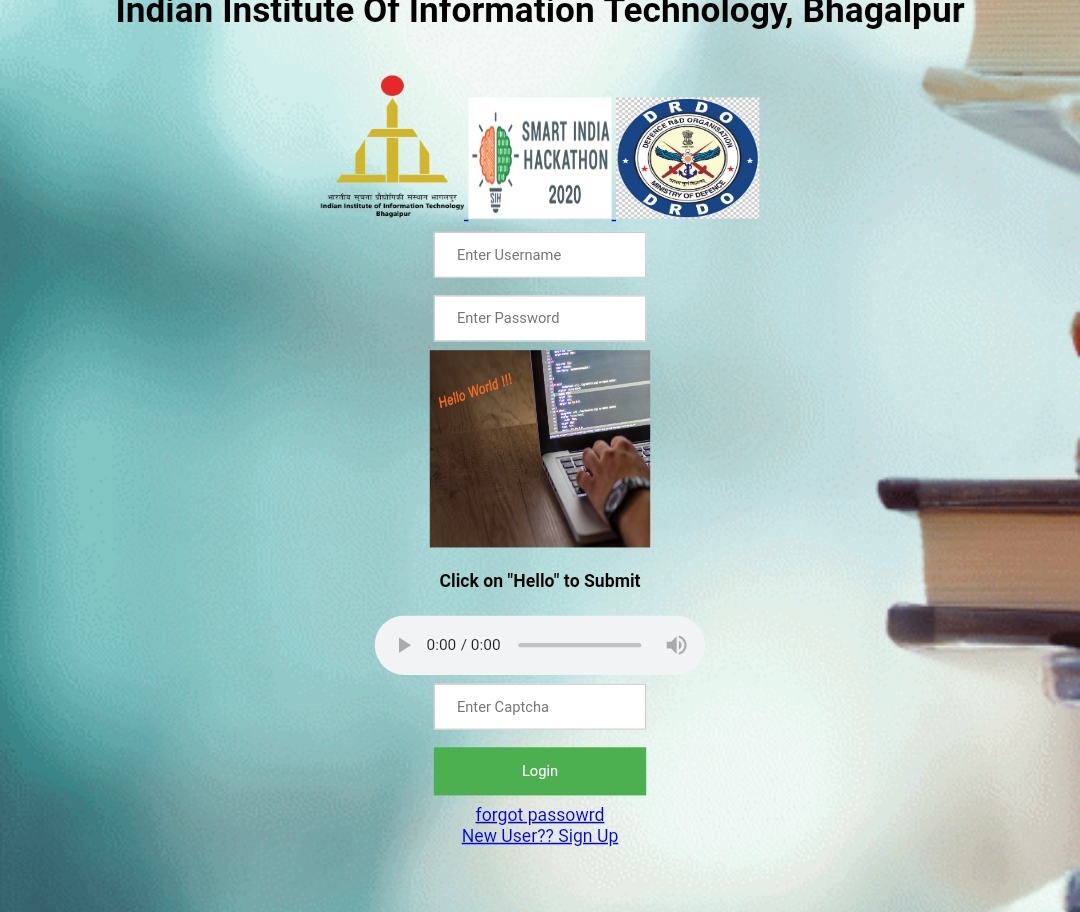 Indian Institute Of Information Technology, Bhagalpur
भारतीय सूचना प्रौद्योगिकी संस्थान भागलपुर
Indian Institute of Information Technology
Bhagalpur
SMART INDIA
HACKATHON
2020
SIH
DRDO
DEFENCE R&D ORGANISATION
MINISTRY OF DEFENCE
DRDO
Enter Username
Enter Password
Hello World !!!
Click on "Hello" to Submit
0:00 / 0:00
Enter Captcha
Login
forgot passowrd
New User?? Sign Up